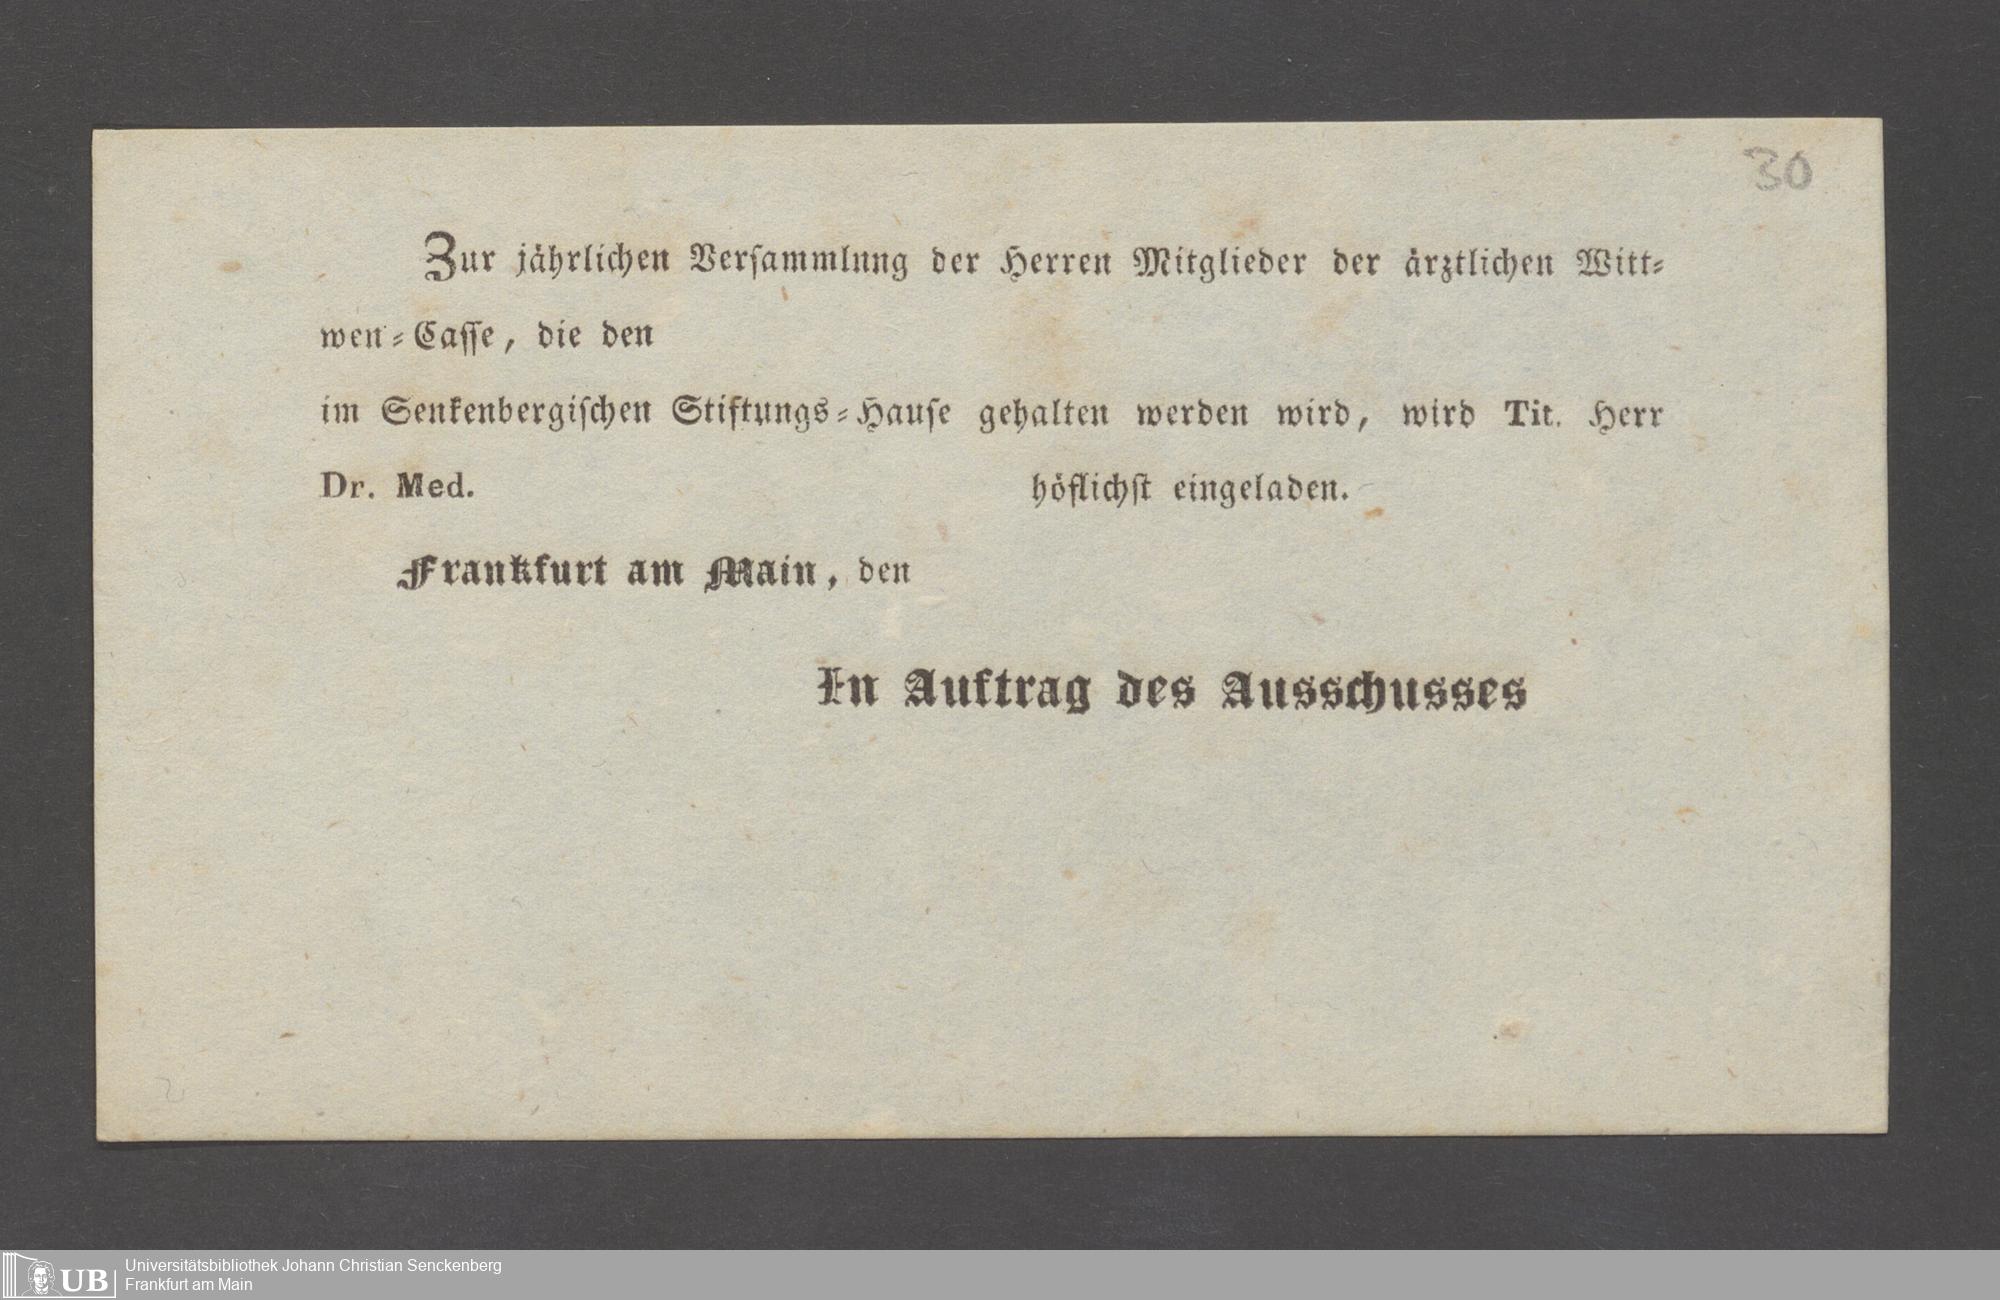 30
Zur jährlichen Verſammlung der Herren Mitglieder der ärztlichen Witt⸗
wen⸗Caſſe, die den
im Senkenbergiſchen Stiftungs⸗Hauſe gehalten werden wird, wird Tit. Herr
Dr. Med. höflichſt eingeladen.
Frankfurt am Main, den
In Auftrag des Ausschusses
UB
Universitätsbibliothek Johann Christian Senckenberg
Frankfurt am Main